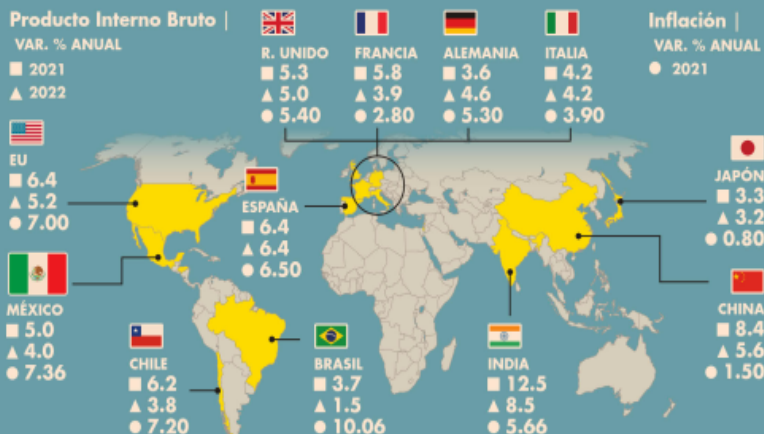 Producto Interno Bruto |
VAR. % ANUAL
■ 2021
▲ 2022
Inflación |
VAR. % ANUAL
● 2021
R. UNIDO
■ 5.3
▲ 5.0
● 5.40
FRANCIA
■ 5.8
▲ 3.9
● 2.80
ALEMANIA
■ 3.6
▲ 4.6
● 5.30
ITALIA
■ 4.2
▲ 4.2
● 3.90
EU
■ 6.4
▲ 5.2
● 7.00
ESPAÑA
■ 6.4
▲ 6.4
● 6.50
JAPÓN
■ 3.3
▲ 3.2
● 0.80
MÉXICO
■ 5.0
▲ 4.0
● 7.36
CHILE
■ 6.2
▲ 3.8
● 7.20
BRASIL
■ 3.7
▲ 1.5
● 10.06
INDIA
■ 12.5
▲ 8.5
● 5.66
CHINA
■ 8.4
▲ 5.6
● 1.50